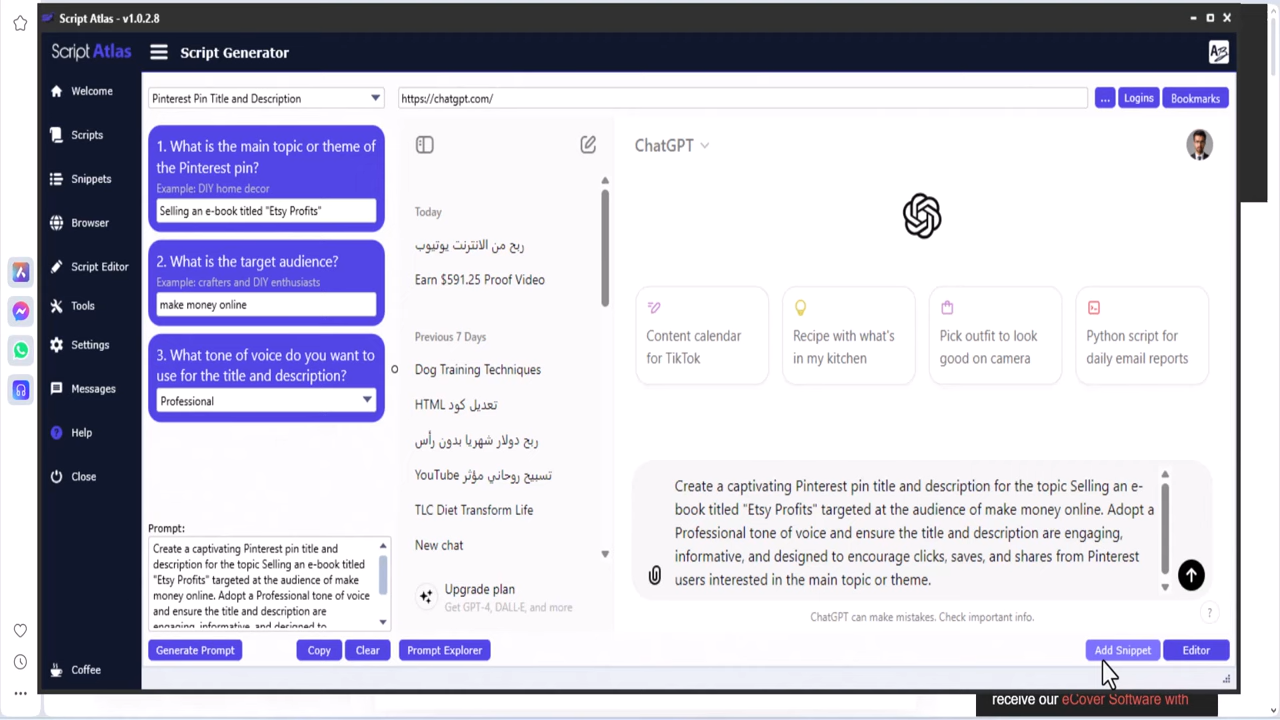 Script Atlas - v1.0.2.8
Script Atlas
Script Generator
Welcome
Scripts
Snippets
Browser
Script Editor
Tools
Settings
Messages
Help
Close
Coffee
Pinterest Pin Title and Description
https://chatgpt.com/
...
Logins
Bookmarks
1. What is the main topic or theme of
the Pinterest pin?
Example: DIY home decor
Selling an e-book titled "Etsy Profits"
2. What is the target audience?
Example: crafters and DIY enthusiasts
make money online
3. What tone of voice do you want to
use for the title and description?
Professional
Prompt:
Create a captivating Pinterest pin title and
description for the topic Selling an e-book titled
"Etsy Profits" targeted at the audience of make
money online. Adopt a Professional tone of voice
and ensure the title and description are
engaging, informative, and designed to
Generate Prompt
Copy
Clear
Prompt Explorer
Today
ربح من الانترنت يوتيوب
Earn $591.25 Proof Video
Previous 7 Days
Dog Training Techniques
تعديل كود HTML
ربح دولار شهريا بدون رأس
تسبيح روحاني مؤثر YouTube
TLC Diet Transform Life
New chat
Upgrade plan
Get GPT-4, DALL·E, and more
ChatGPT
Content calendar
for TikTok
Recipe with what's
in my kitchen
Pick outfit to look
good on camera
Python script for
daily email reports
Create a captivating Pinterest pin title and description for the topic Selling an e-
book titled "Etsy Profits" targeted at the audience of make money online. Adopt a
Professional tone of voice and ensure the title and description are engaging,
informative, and designed to encourage clicks, saves, and shares from Pinterest
users interested in the main topic or theme.
ChatGPT can make mistakes. Check important info.
?
Add Snippet
Editor
receive our eCover Software with